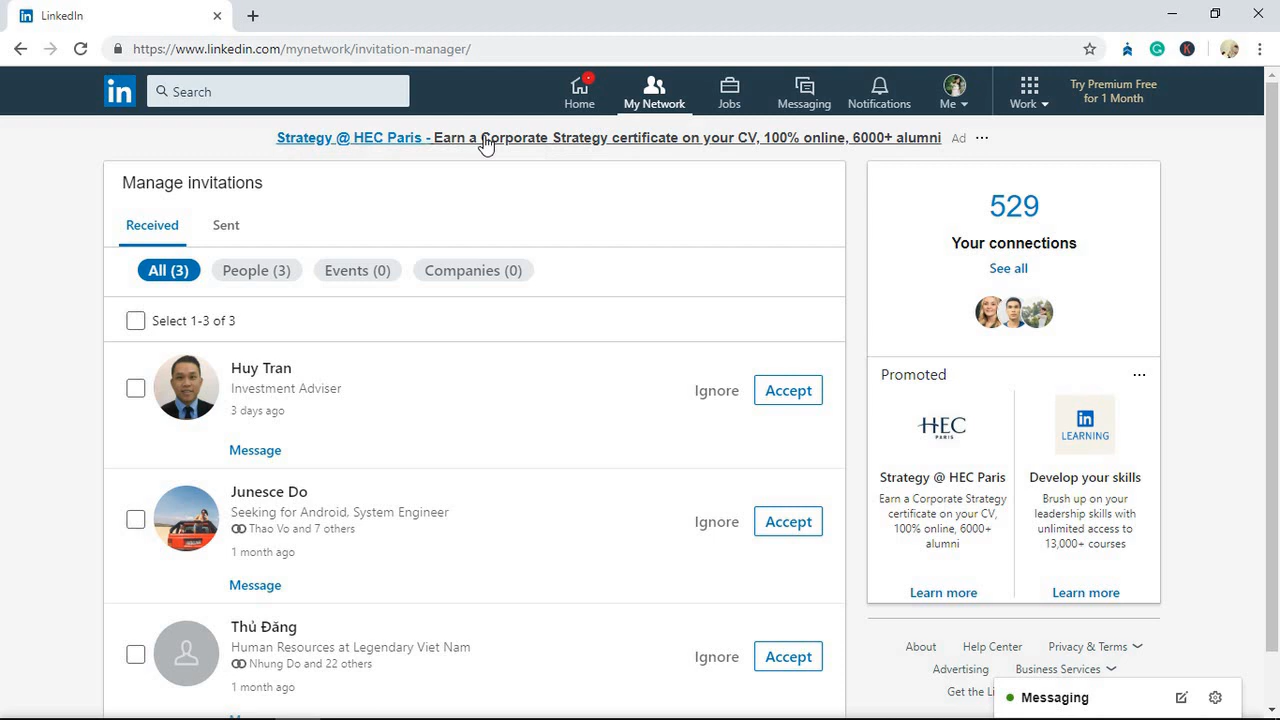 LinkedIn
https://www.linkedin.com/mynetwork/invitation-manager/
in
Search
Home
My Network
Jobs
Messaging
Notifications
Me
Work
Try Premium Free
for 1 Month
Strategy @ HEC Paris - Earn a Corporate Strategy certificate on your CV, 100% online, 6000+ alumni Ad
Manage invitations
Received Sent
All (3) People (3) Events (0) Companies (0)
Select 1-3 of 3
Huy Tran
Investment Adviser
3 days ago
Ignore Accept
Message
Junesce Do
Seeking for Android, System Engineer
Thao Vo and 7 others
1 month ago
Ignore Accept
Message
Thủ Đăng
Human Resources at Legendary Viet Nam
Nhung Do and 22 others
1 month ago
Ignore Accept
529
Your connections
See all
Promoted
HEC
PARIS
Strategy @ HEC Paris
Earn a Corporate Strategy
certificate on your CV,
100% online, 6000+
alumni
Learn more
in
LEARNING
Develop your skills
Brush up on your
leadership skills with
unlimited access to
13,000+ courses
Learn more
About Help Center Privacy & Terms
Advertising Business Services
Get the
Messaging